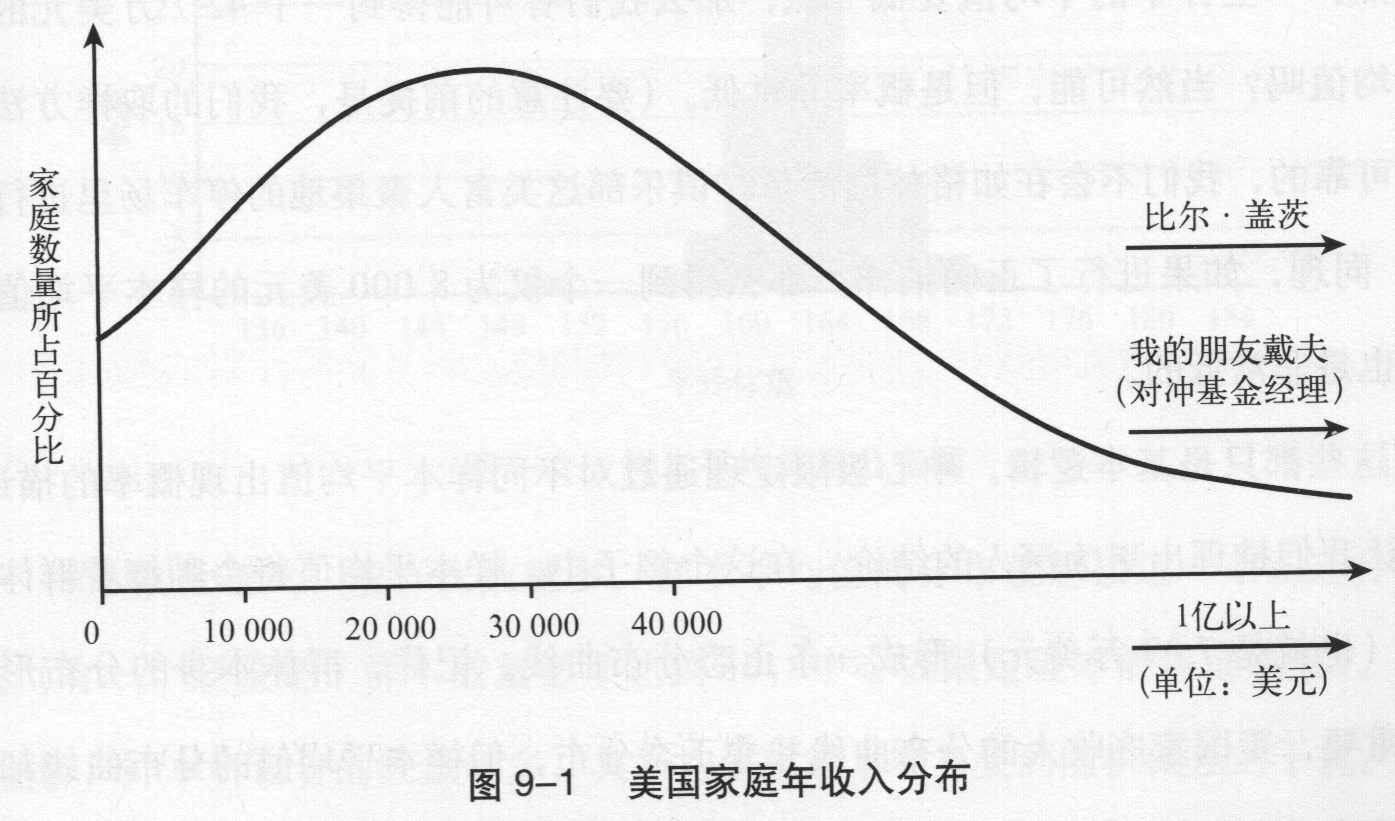 家庭数量所占百分比
比尔·盖茨
我的朋友戴夫
(对冲基金经理)
0 10 000 20 000 30 000 40 000
1亿以上
(单位：美元)
图 9–1 美国家庭年收入分布